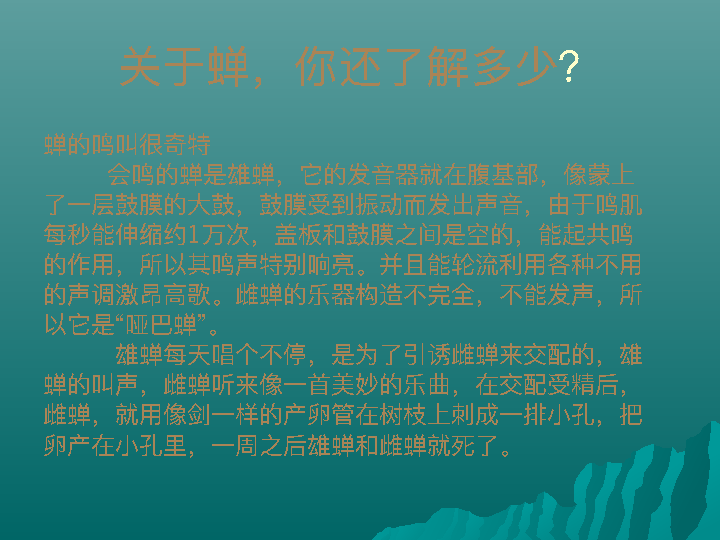 关于蝉，你还了解多少?
蝉的鸣叫很奇特
会鸣的蝉是雄蝉，它的发音器就在腹基部，像蒙上
了一层鼓膜的大鼓，鼓膜受到振动而发出声音，由于鸣肌
每秒能伸缩约1万次，盖板和鼓膜之间是空的，能起共鸣
的作用，所以其鸣声特别响亮。并且能轮流利用各种不用
的声调激昂高歌。雌蝉的乐器构造不完全，不能发声，所
以它是“哑巴蝉”。
雄蝉每天唱个不停，是为了引诱雌蝉来交配的，雄
蝉的叫声，雌蝉听来像一首美妙的乐曲，在交配受精后，
雌蝉，就用像剑一样的产卵管在树枝上刺成一排小孔，把
卵产在小孔里，一周之后雄蝉和雌蝉就死了。